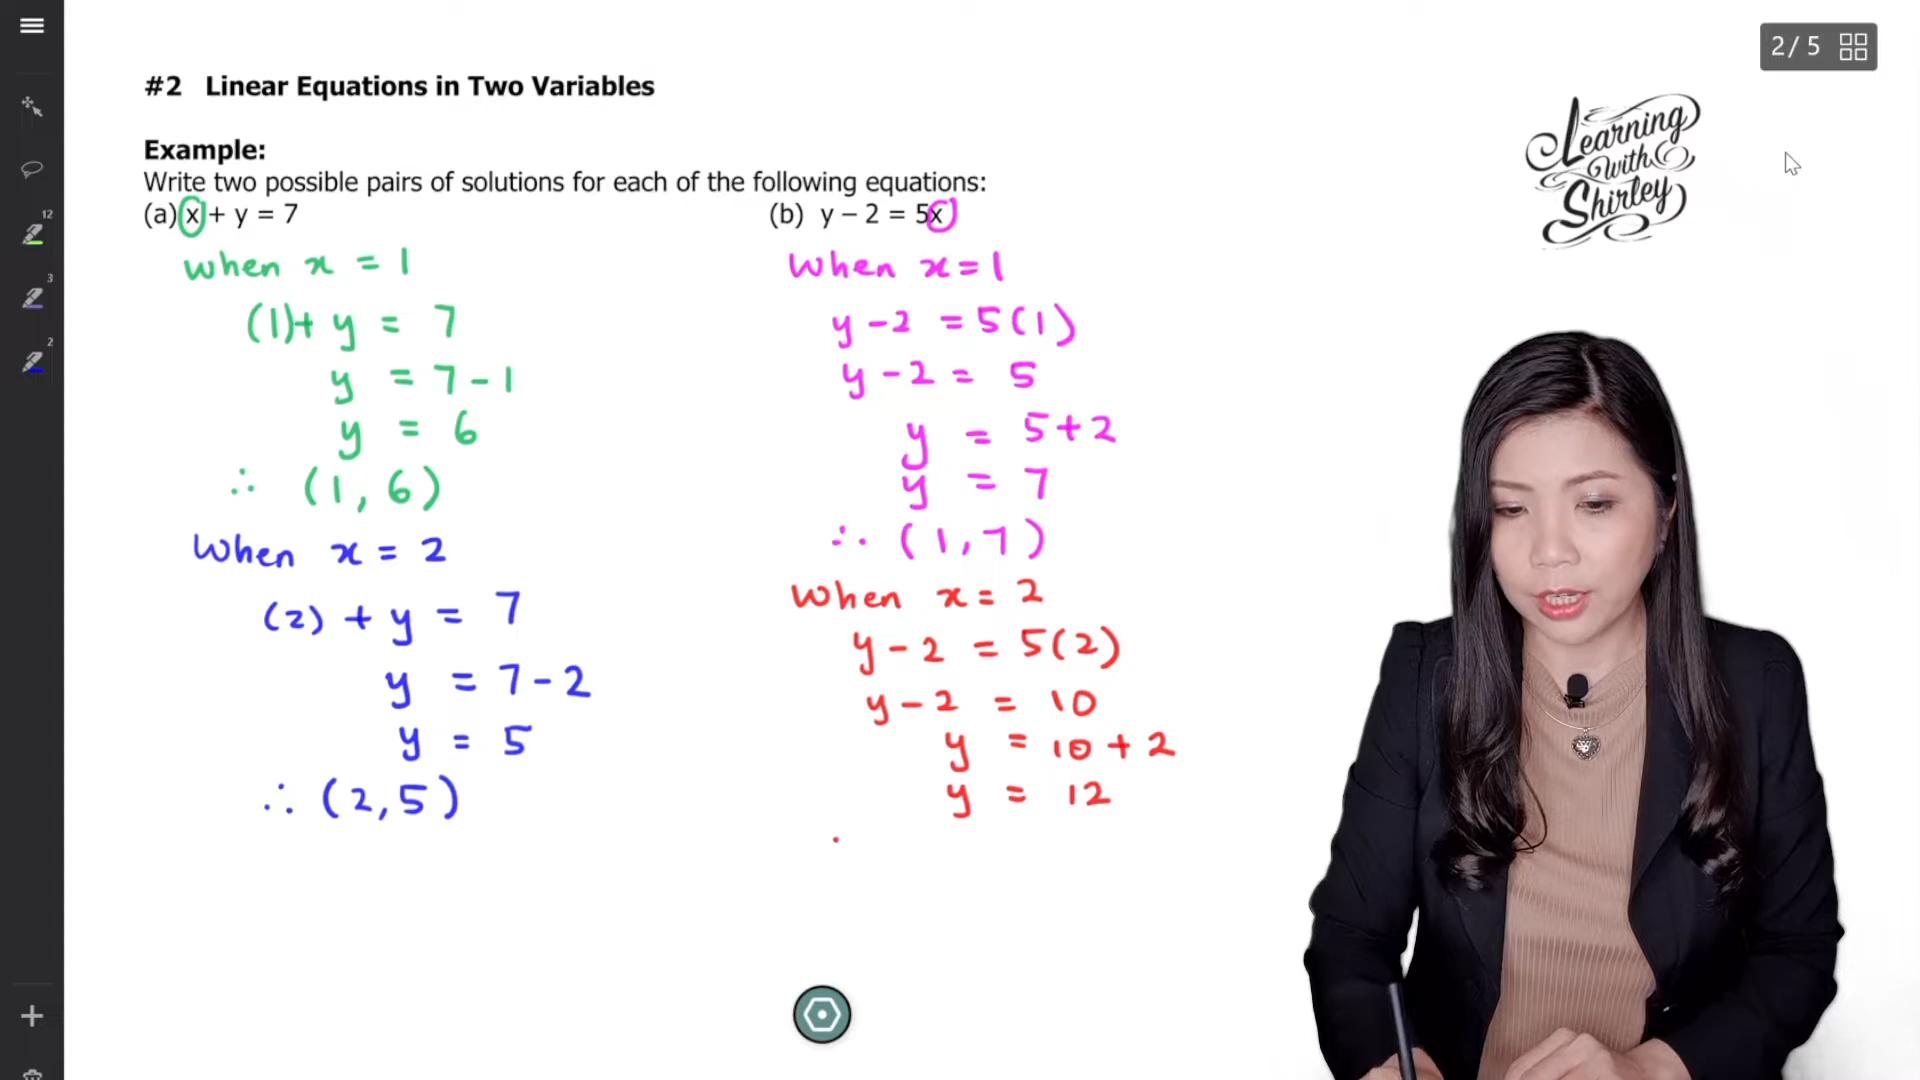 2/5
#2 Linear Equations in Two Variables
Learning
with
Shirley
Example:
Write two possible pairs of solutions for each of the following equations:
(a) x + y = 7
when x = 1
(1)+ y = 7
y = 7-1
y = 6
∴ (1, 6)
When x = 2
(2) + y = 7
y = 7-2
y = 5
∴ (2,5)
(b) y – 2 = 5x
When x=1
y-2 = 5(1)
y-2 = 5
y = 5+2
y = 7
∴ (1,7)
When x= 2
y-2 = 5(2)
y-2 = 10
y = 10+2
y = 12
12
3
2